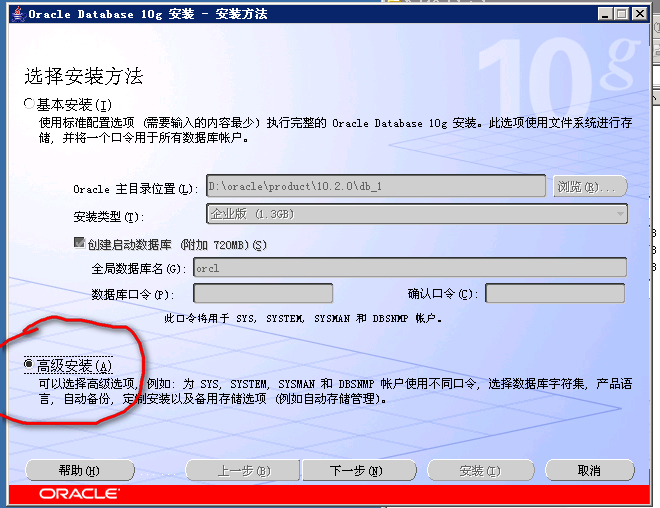 Oracle Database 10g 安装 - 安装方法
10g
选择安装方法
基本安装(I)
使用标准配置选项 (需要输入的内容最少) 执行完整的 Oracle Database 10g 安装。此选项使用文件系统进行存
储, 并将一个口令用于所有数据库帐户。
Oracle 主目录位置(L): D:\oracle\product\10.2.0\db_1 浏览(R)...
安装类型(T): 企业版 (1.3GB)
创建启动数据库 (附加 720MB)(S)
全局数据库名(G): orcl
数据库口令(P): 确认口令(C):
此口令将用于 SYS, SYSTEM, SYSMAN 和 DBSNMP 帐户。
高级安装(A)
可以选择高级选项, 例如: 为 SYS, SYSTEM, SYSMAN 和 DBSNMP 帐户使用不同口令, 选择数据库字符集, 产品语
言, 自动备份, 定制安装以及备用存储选项 (例如自动存储管理)。
帮助(H) 上一步(B) 下一步(N) 安装(I) 取消
ORACLE